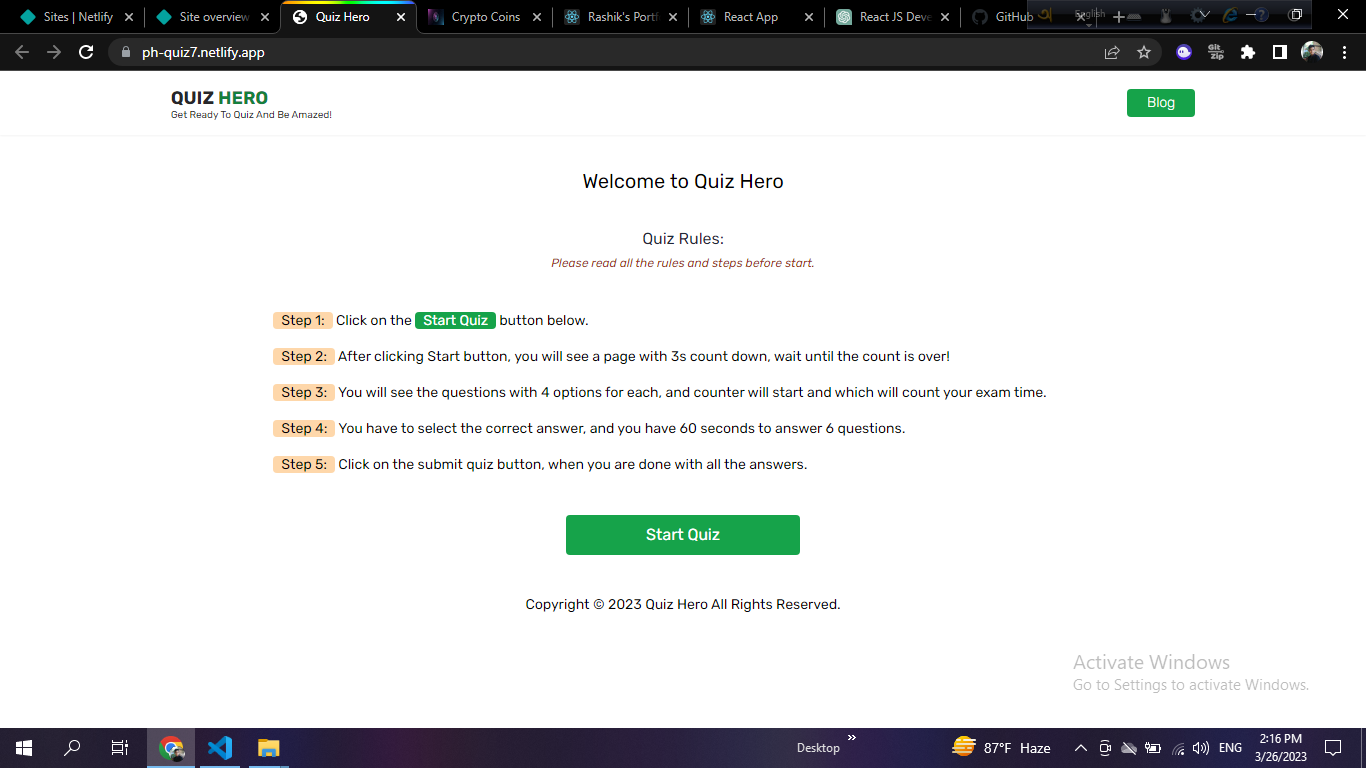 Sites | Netlify
Site overview
Quiz Hero
Crypto Coins
Rashik's Portf
React App
React JS Deve
GitHub
English
ph-quiz7.netlify.app
Git
Zip
QUIZ HERO
Get Ready To Quiz And Be Amazed!
Blog
Welcome to Quiz Hero
Quiz Rules:
Please read all the rules and steps before start.
Step 1: Click on the Start Quiz button below.
Step 2: After clicking Start button, you will see a page with 3s count down, wait until the count is over!
Step 3: You will see the questions with 4 options for each, and counter will start and which will count your exam time.
Step 4: You have to select the correct answer, and you have 60 seconds to answer 6 questions.
Step 5: Click on the submit quiz button, when you are done with all the answers.
Start Quiz
Copyright © 2023 Quiz Hero All Rights Reserved.
Activate Windows
Go to Settings to activate Windows.
Desktop
87°F Haze
ENG
2:16 PM
3/26/2023